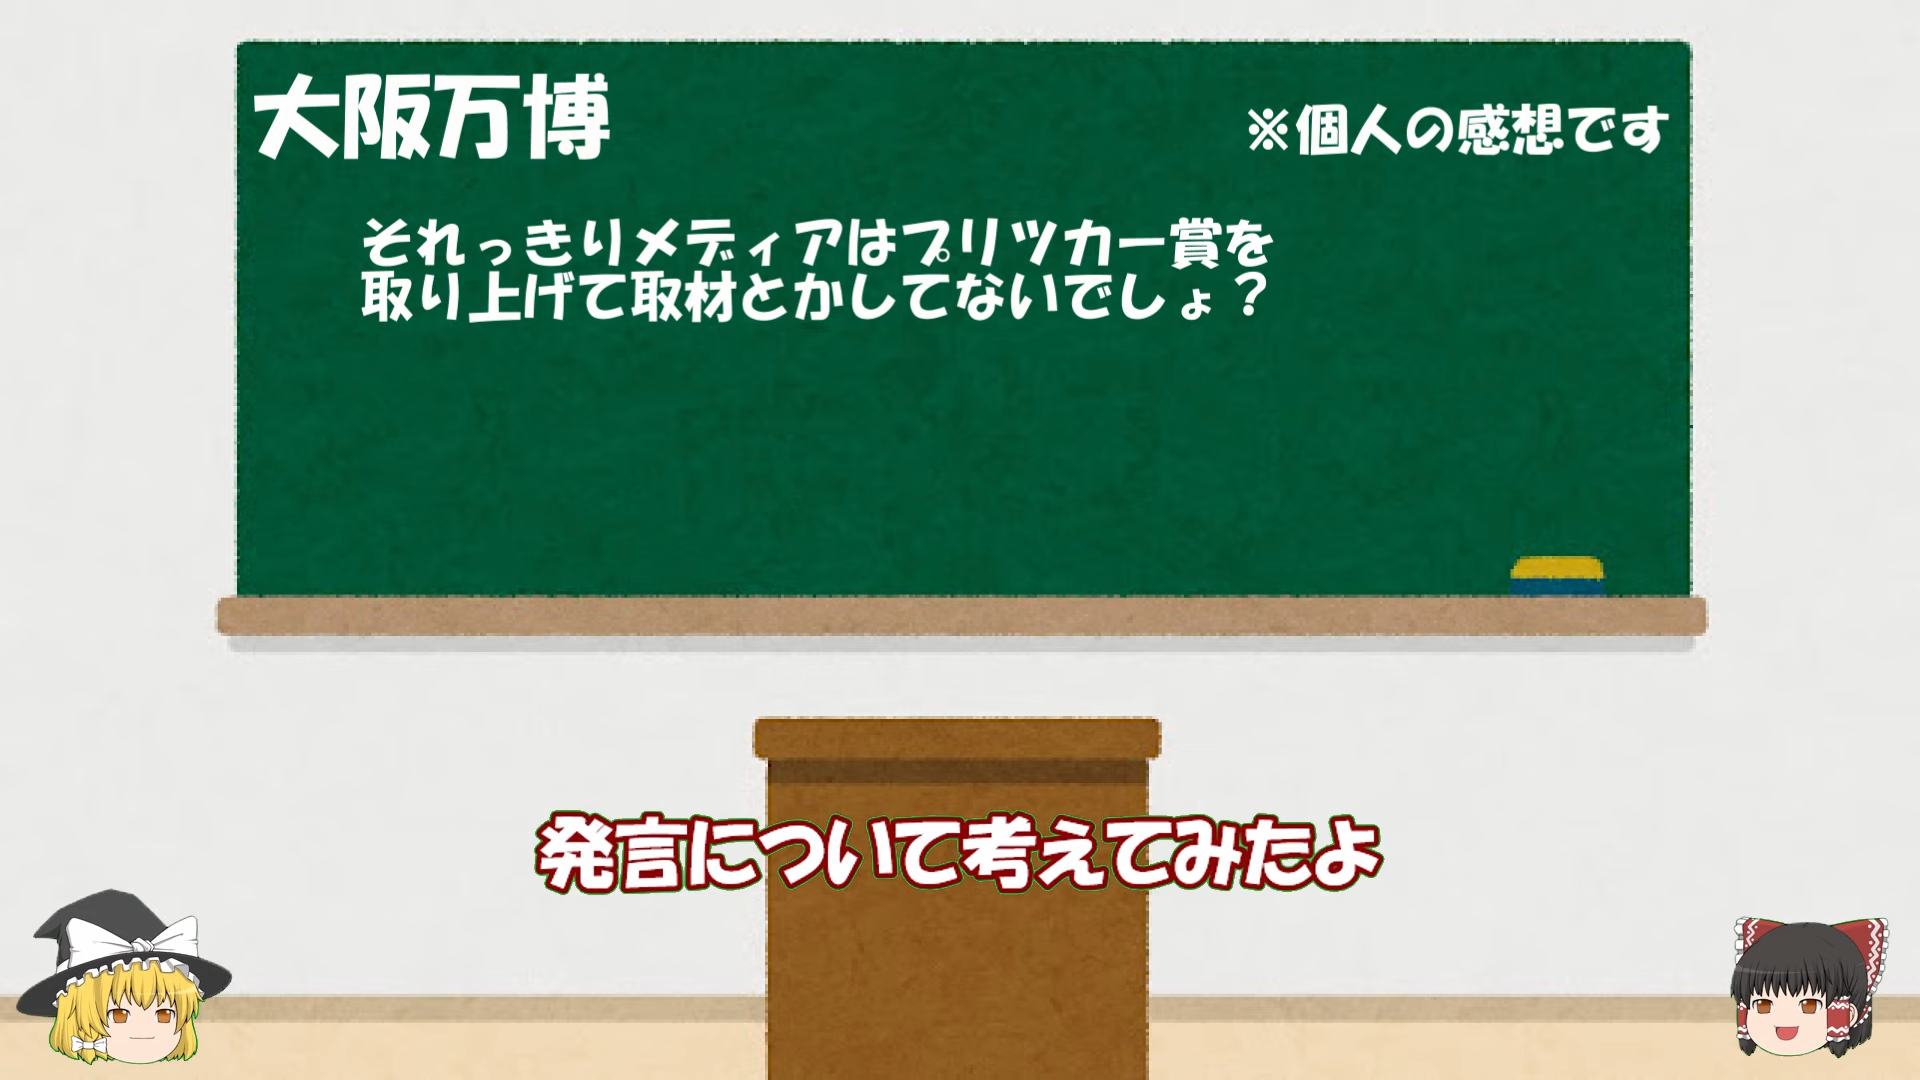 大阪万博
※個人の感想です
それっきりメディアはプリツカー賞を
取り上げて取材とかしてないでしょ？
発言について考えてみたよ